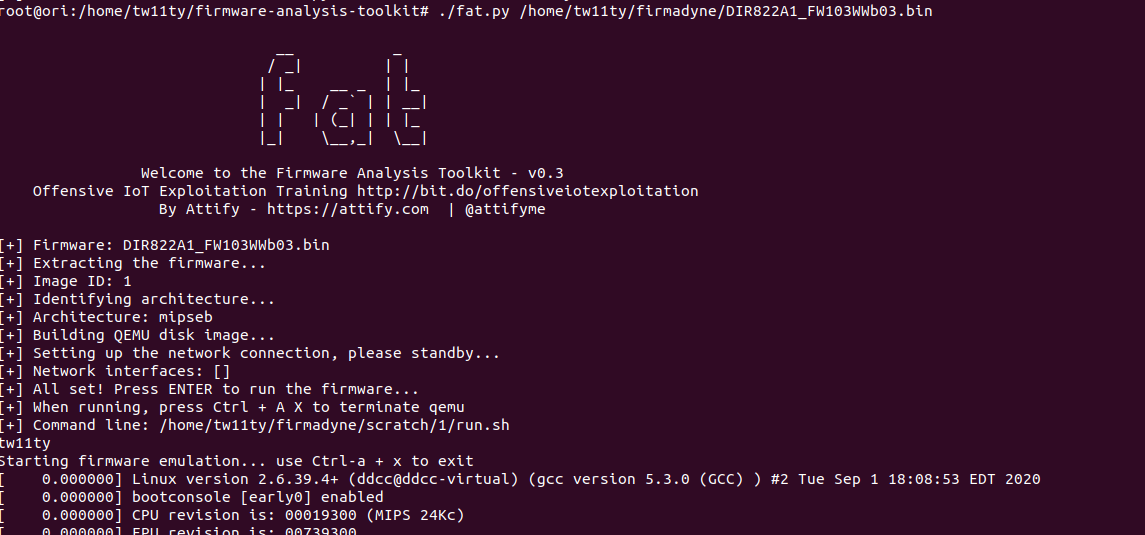 root@ori:/home/tw11ty/firmware-analysis-toolkit# ./fat.py /home/tw11ty/firmadyne/DIR822A1_FW103WWb03.bin
fat
Welcome to the Firmware Analysis Toolkit - v0.3
Offensive IoT Exploitation Training http://bit.do/offensiveiotexploitation
By Attify - https://attify.com  | @attifyme
[+] Firmware: DIR822A1_FW103WWb03.bin
[+] Extracting the firmware...
[+] Image ID: 1
[+] Identifying architecture...
[+] Architecture: mipseb
[+] Building QEMU disk image...
[+] Setting up the network connection, please standby...
[+] Network interfaces: []
[+] All set! Press ENTER to run the firmware...
[+] When running, press Ctrl + A X to terminate qemu
[+] Command line: /home/tw11ty/firmadyne/scratch/1/run.sh
tw11ty
Starting firmware emulation... use Ctrl-a + x to exit
[    0.000000] Linux version 2.6.39.4+ (ddcc@ddcc-virtual) (gcc version 5.3.0 (GCC) ) #2 Tue Sep 1 18:08:53 EDT 2020
[    0.000000] bootconsole [early0] enabled
[    0.000000] CPU revision is: 00019300 (MIPS 24Kc)
[    0.000000] FPU revision is: 00739300